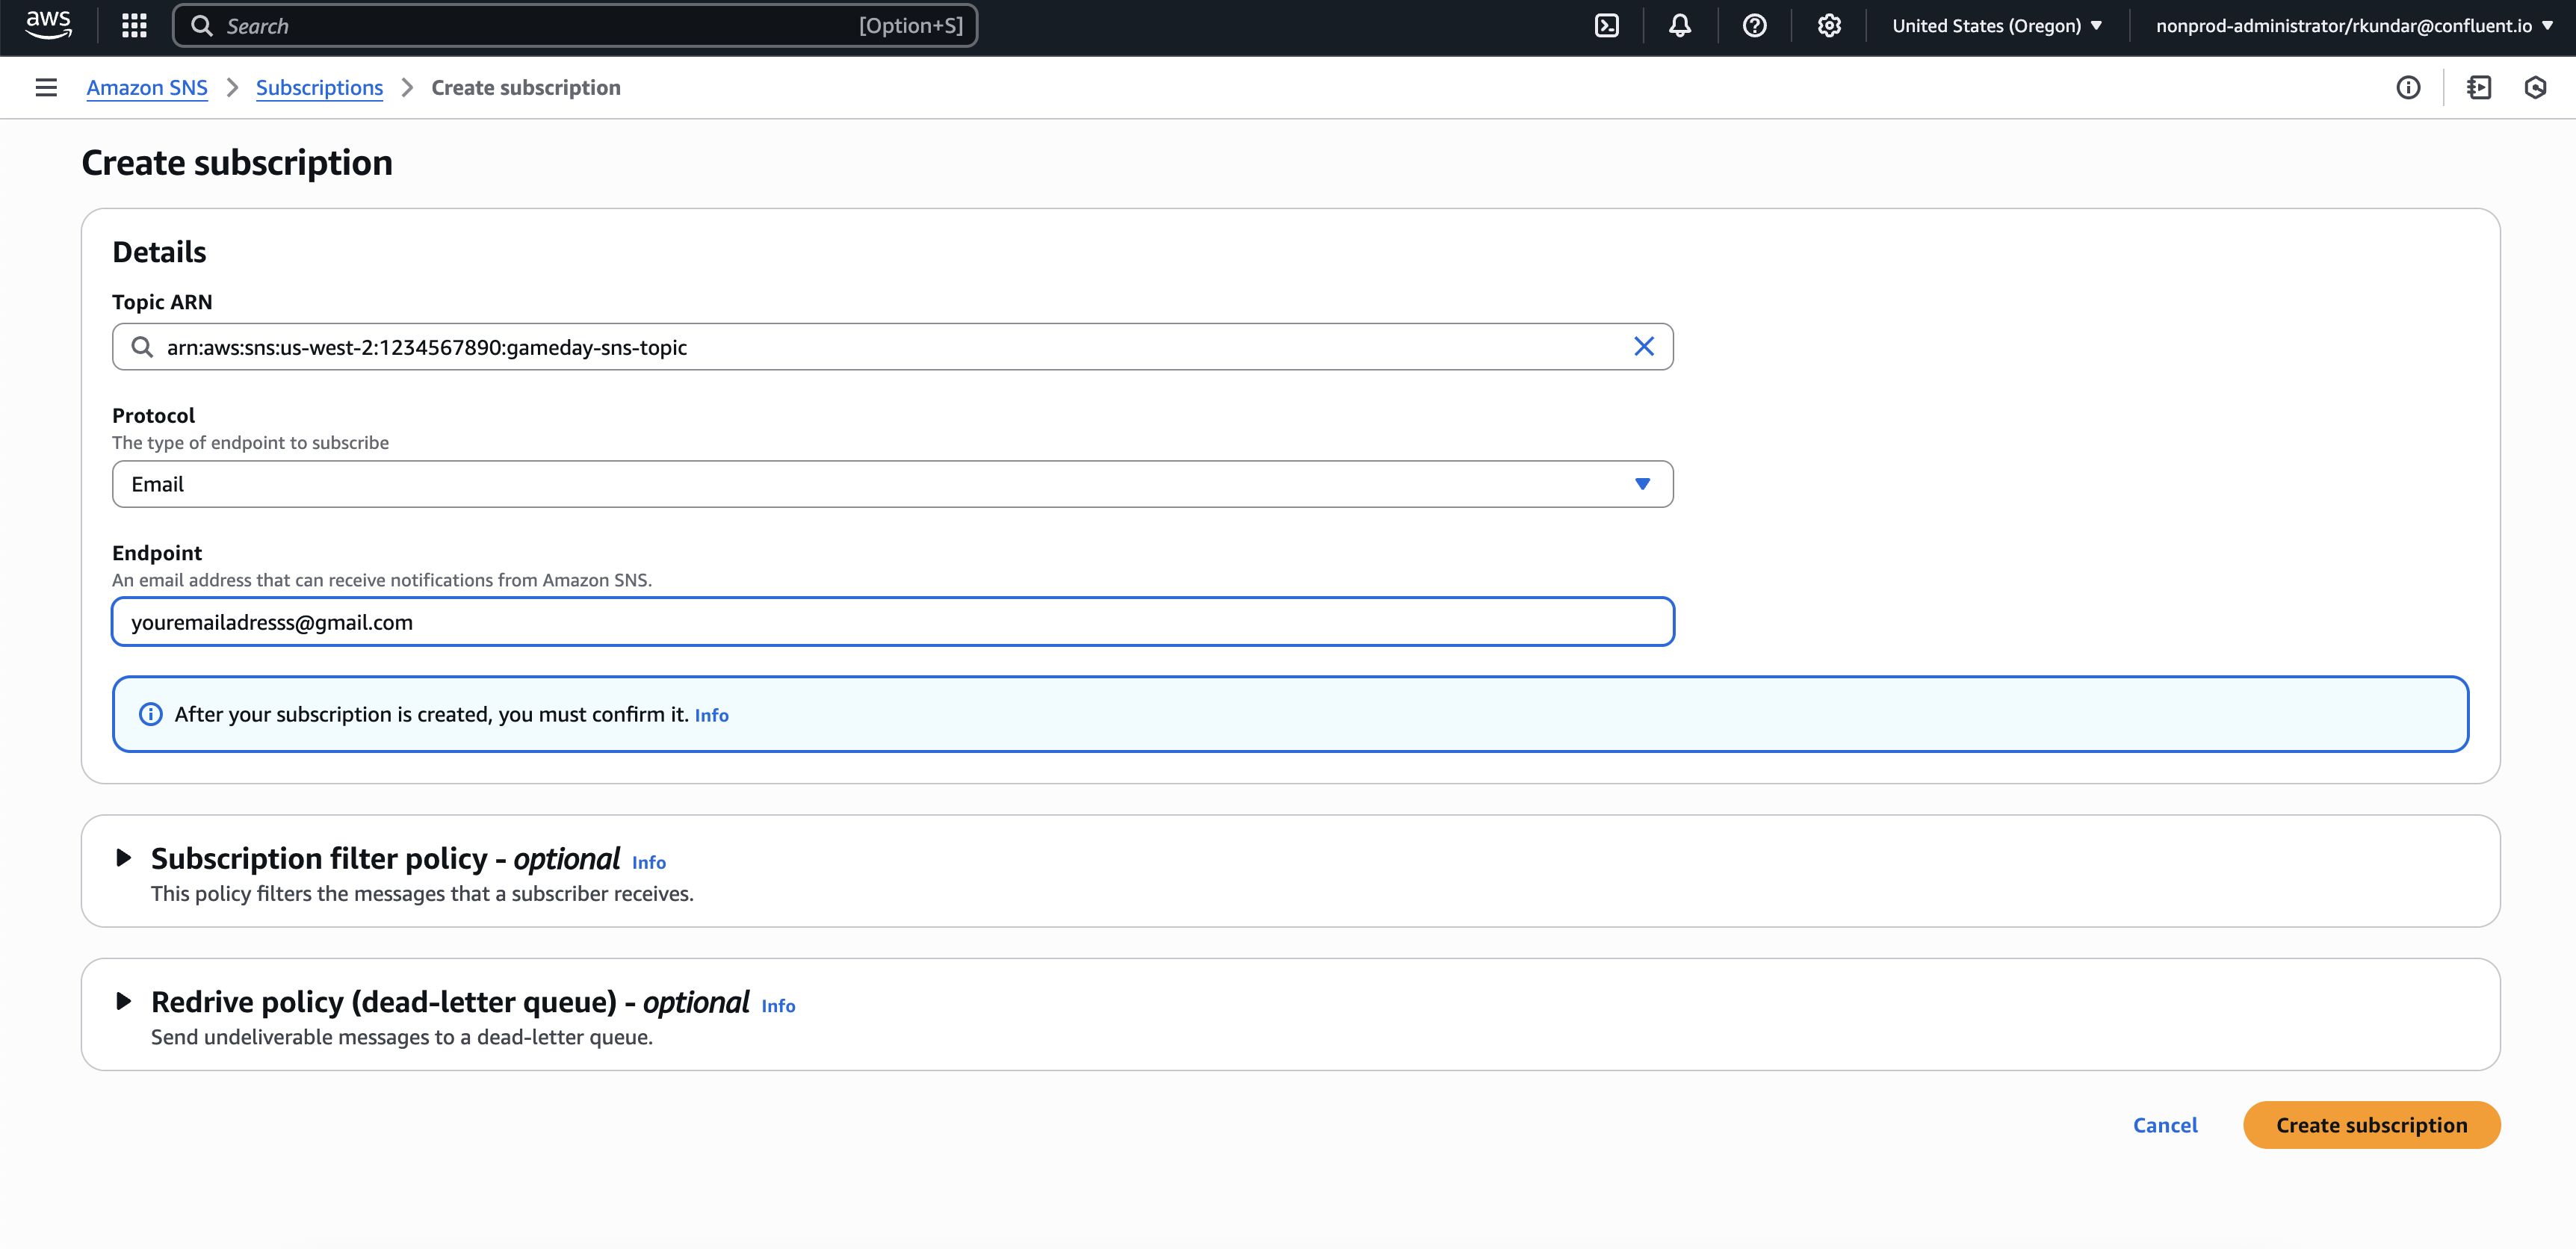 aws
Search [Option+S]
United States (Oregon) nonprod-administrator/rkundar@confluent.io
Amazon SNS Subscriptions Create subscription
Create subscription
Details
Topic ARN
arn:aws:sns:us-west-2:1234567890:gameday-sns-topic
Protocol
The type of endpoint to subscribe
Email
Endpoint
An email address that can receive notifications from Amazon SNS.
youremailadresss@gmail.com
After your subscription is created, you must confirm it. Info
Subscription filter policy - optional Info
This policy filters the messages that a subscriber receives.
Redrive policy (dead-letter queue) - optional Info
Send undeliverable messages to a dead-letter queue.
Cancel Create subscription